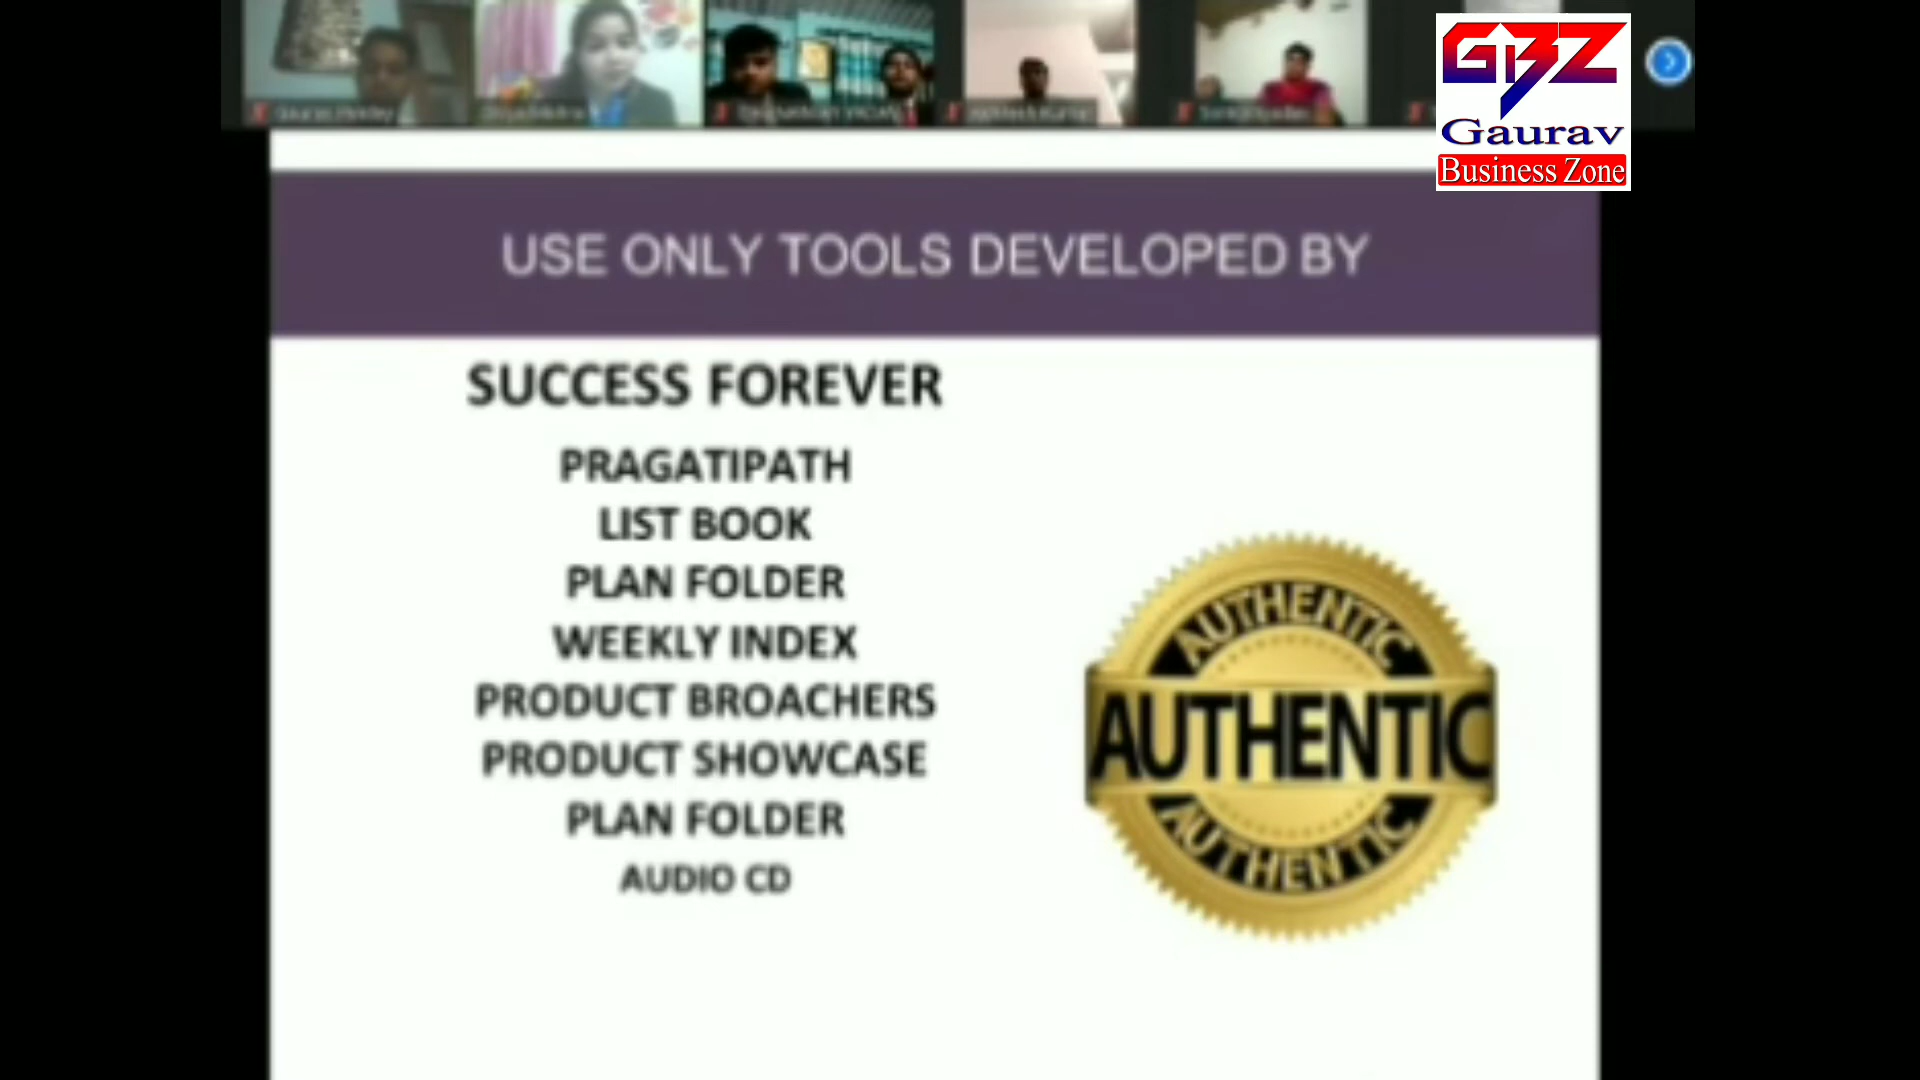 GBZ
Gaurav
Business Zone
USE ONLY TOOLS DEVELOPED BY
SUCCESS FOREVER
PRAGATIPATH
LIST BOOK
PLAN FOLDER
WEEKLY INDEX
PRODUCT BROACHERS
PRODUCT SHOWCASE
PLAN FOLDER
AUDIO CD
AUTHENTIC
AUTHENTIC
AUTHENTIC